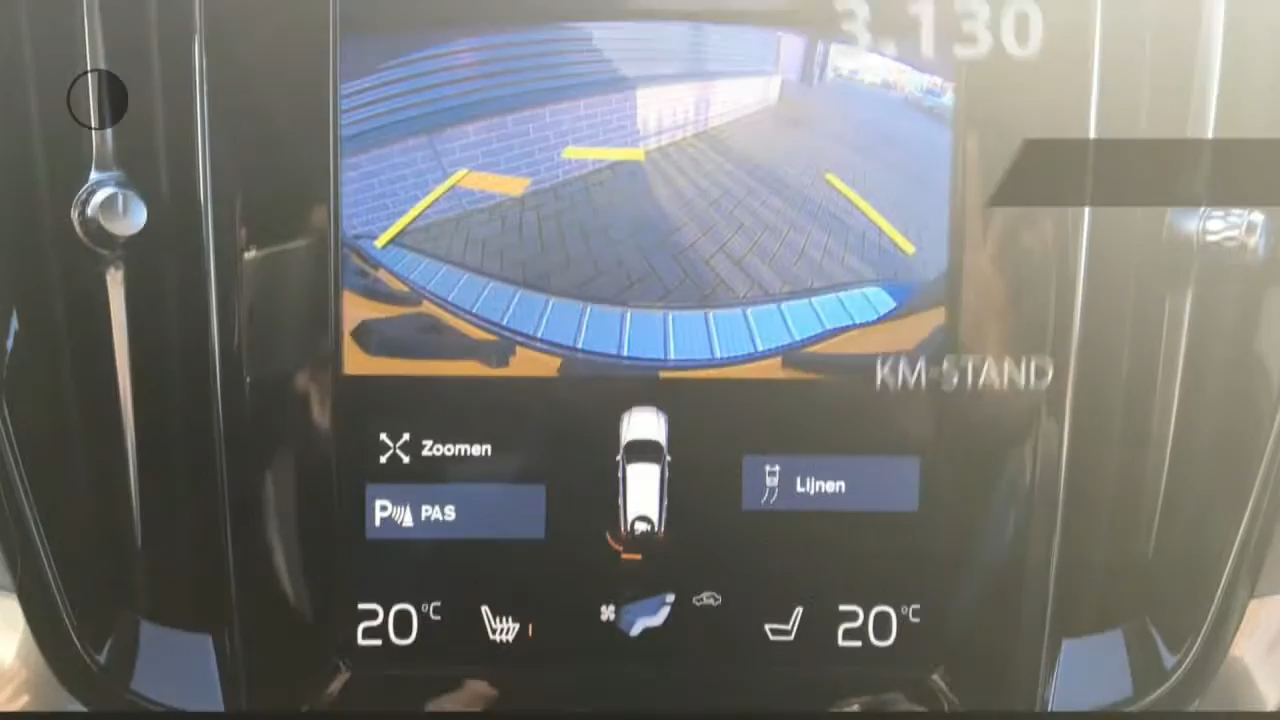 3.130
KM-STAND
Zoomen
PAS
Lijnen
20°C
20°C